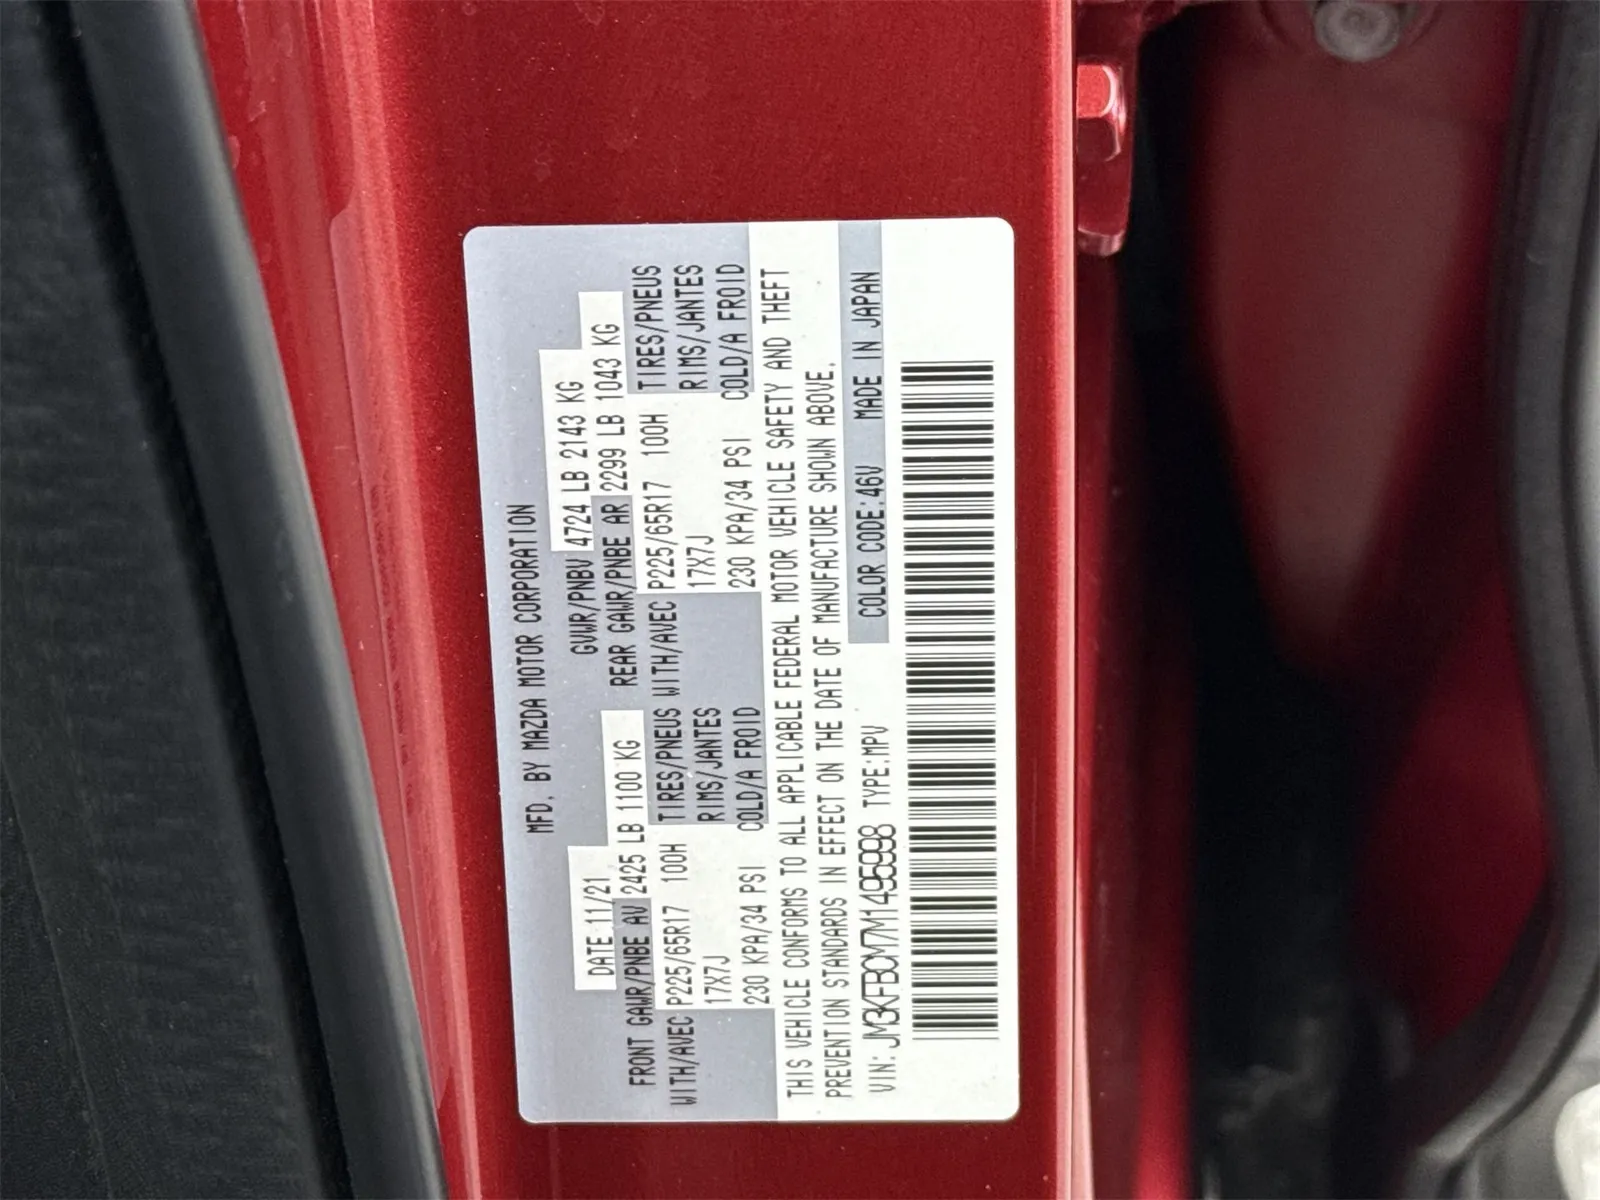 MFD. BY MAZDA MOTOR CORPORATION
DATE:11/21 GVWR/PNBV 4724 LB 2143 KG
FRONT GAWR/PNBE AV 2425 LB 1100 KG REAR GAWR/PNBE AR 2299 LB 1043 KG
WITH/AVEC P225/65R17 100H TIRES/PNEUS WITH/AVEC P225/65R17 100H TIRES/PNEUS
17X7J RIMS/JANTES 17X7J RIMS/JANTES
230 KPA/34 PSI COLD/A FROID 230 KPA/34 PSI COLD/A FROID
THIS VEHICLE CONFORMS TO ALL APPLICABLE FEDERAL MOTOR VEHICLE SAFETY AND THEFT
PREVENTION STANDARDS IN EFFECT ON THE DATE OF MANUFACTURE SHOWN ABOVE.
VIN: JM3KFBCM7M1495998 TYPE:MPV COLOR CODE:46V MADE IN JAPAN